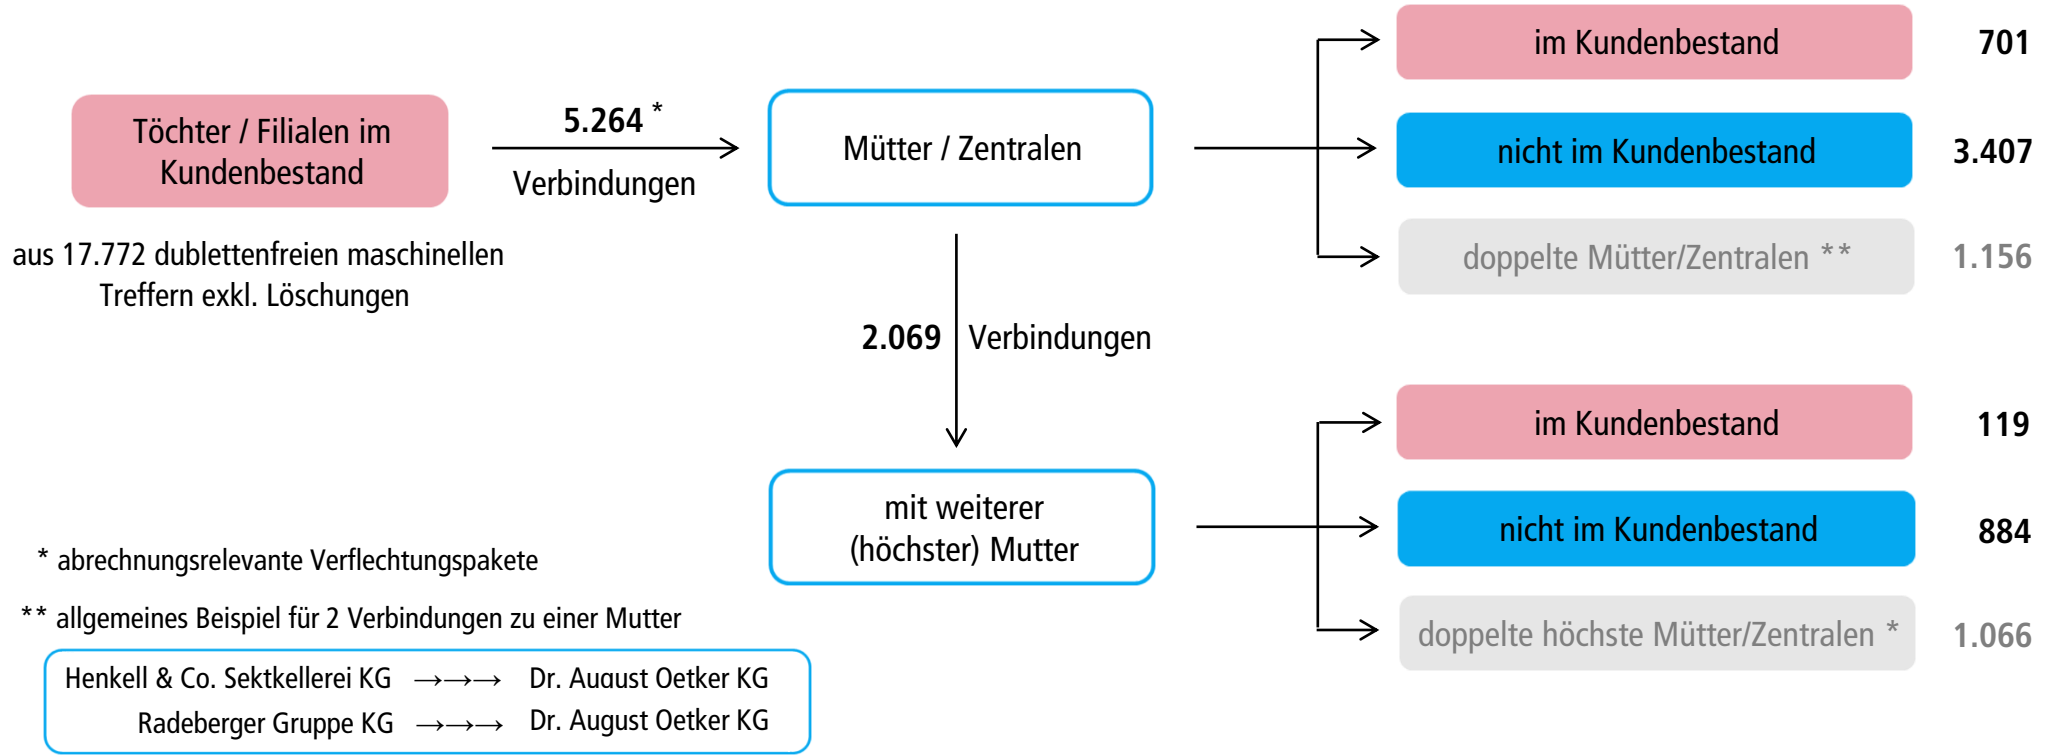 Töchter / Filialen im
Kundenbestand
aus 17.772 dublettenfreien maschinellen
Treffern exkl. Löschungen
5.264 *
Verbindungen
Mütter / Zentralen
im Kundenbestand 701
nicht im Kundenbestand 3.407
doppelte Mütter/Zentralen ** 1.156
2.069 Verbindungen
mit weiterer
(höchster) Mutter
im Kundenbestand 119
nicht im Kundenbestand 884
doppelte höchste Mütter/Zentralen * 1.066
* abrechnungsrelevante Verflechtungspakete
** allgemeines Beispiel für 2 Verbindungen zu einer Mutter
Henkell & Co. Sektkellerei KG →→→ Dr. August Oetker KG
Radeberger Gruppe KG →→→ Dr. August Oetker KG